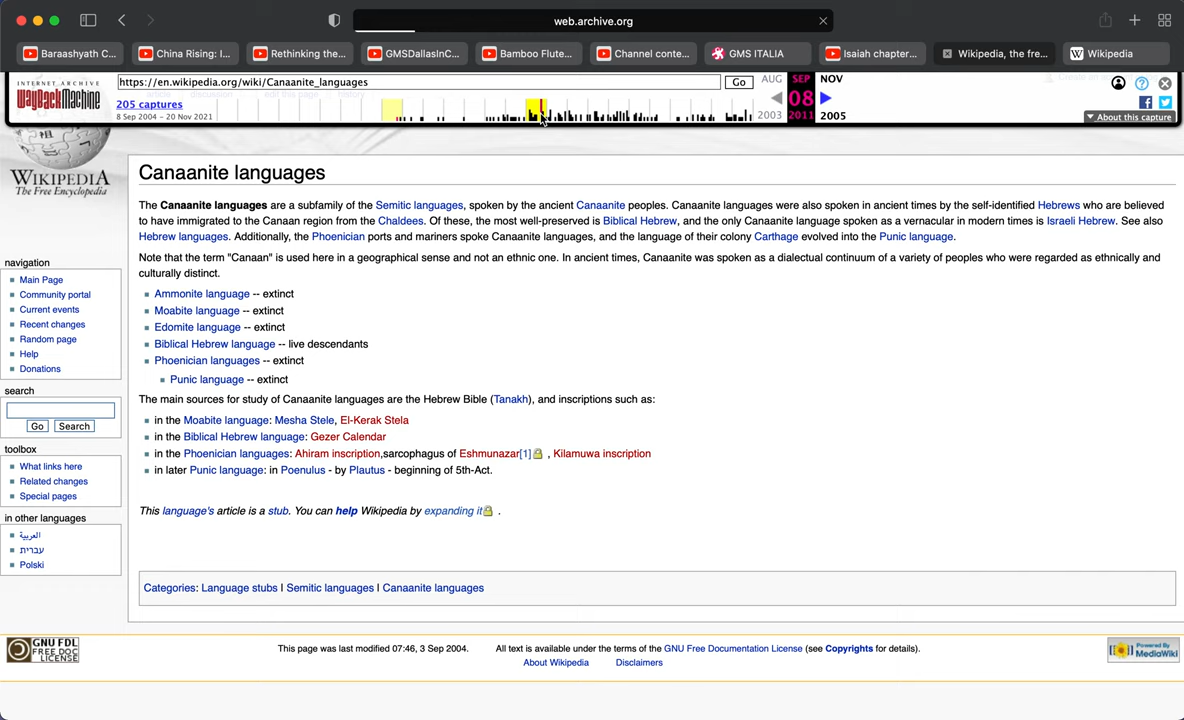 web.archive.org
Baraashyath C...
China Rising: I...
Rethinking the...
GMSDallasInC...
Bamboo Flute...
Channel conte...
GMS ITALIA
Isaiah chapter...
Wikipedia, the fre...
Wikipedia
INTERNET ARCHIVE
WayBackMachine
https://en.wikipedia.org/wiki/Canaanite_languages
Go
205 captures
8 Sep 2004 – 20 Nov 2021
AUG SEP NOV
08
2003 2011 2005
About this capture
WIKIPEDIA
The Free Encyclopedia
Canaanite languages
The Canaanite languages are a subfamily of the Semitic languages, spoken by the ancient Canaanite peoples. Canaanite languages were also spoken in ancient times by the self-identified Hebrews who are believed
to have immigrated to the Canaan region from the Chaldees. Of these, the most well-preserved is Biblical Hebrew, and the only Canaanite language spoken as a vernacular in modern times is Israeli Hebrew. See also
Hebrew languages. Additionally, the Phoenician ports and mariners spoke Canaanite languages, and the language of their colony Carthage evolved into the Punic language.
Note that the term "Canaan" is used here in a geographical sense and not an ethnic one. In ancient times, Canaanite was spoken as a dialectual continuum of a variety of peoples who were regarded as ethnically and
culturally distinct.
Ammonite language -- extinct
Moabite language -- extinct
Edomite language -- extinct
Biblical Hebrew language -- live descendants
Phoenician languages -- extinct
Punic language -- extinct
The main sources for study of Canaanite languages are the Hebrew Bible (Tanakh), and inscriptions such as:
in the Moabite language: Mesha Stele, El-Kerak Stela
in the Biblical Hebrew language: Gezer Calendar
in the Phoenician languages: Ahiram inscription,sarcophagus of Eshmunazar[1] , Kilamuwa inscription
in later Punic language: in Poenulus - by Plautus - beginning of 5th-Act.
This language's article is a stub. You can help Wikipedia by expanding it .
Categories: Language stubs | Semitic languages | Canaanite languages
navigation
Main Page
Community portal
Current events
Recent changes
Random page
Help
Donations
search
Go
Search
toolbox
What links here
Related changes
Special pages
in other languages
العربية
עברית
Polski
GNU FDL
FREE DOC
LICENSE
This page was last modified 07:46, 3 Sep 2004.
All text is available under the terms of the GNU Free Documentation License (see Copyrights for details).
About Wikipedia
Disclaimers
Powered By
MediaWiki